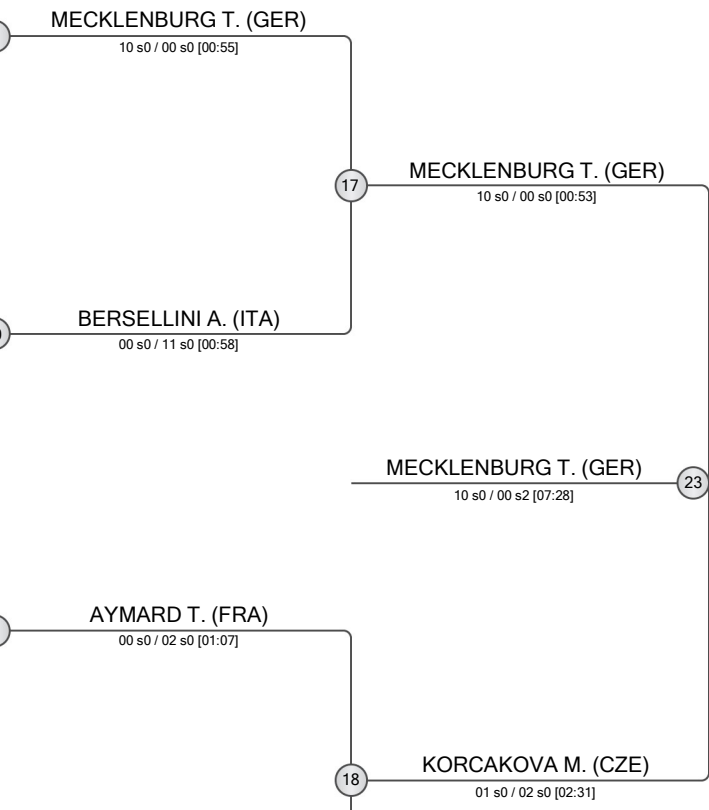 MECKLENBURG T. (GER)
10 s0 / 00 s0 [00:55]
17
MECKLENBURG T. (GER)
10 s0 / 00 s0 [00:53]
BERSELLINI A. (ITA)
00 s0 / 11 s0 [00:58]
MECKLENBURG T. (GER)
23
10 s0 / 00 s2 [07:28]
AYMARD T. (FRA)
00 s0 / 02 s0 [01:07]
18
KORCAKOVA M. (CZE)
01 s0 / 02 s0 [02:31]